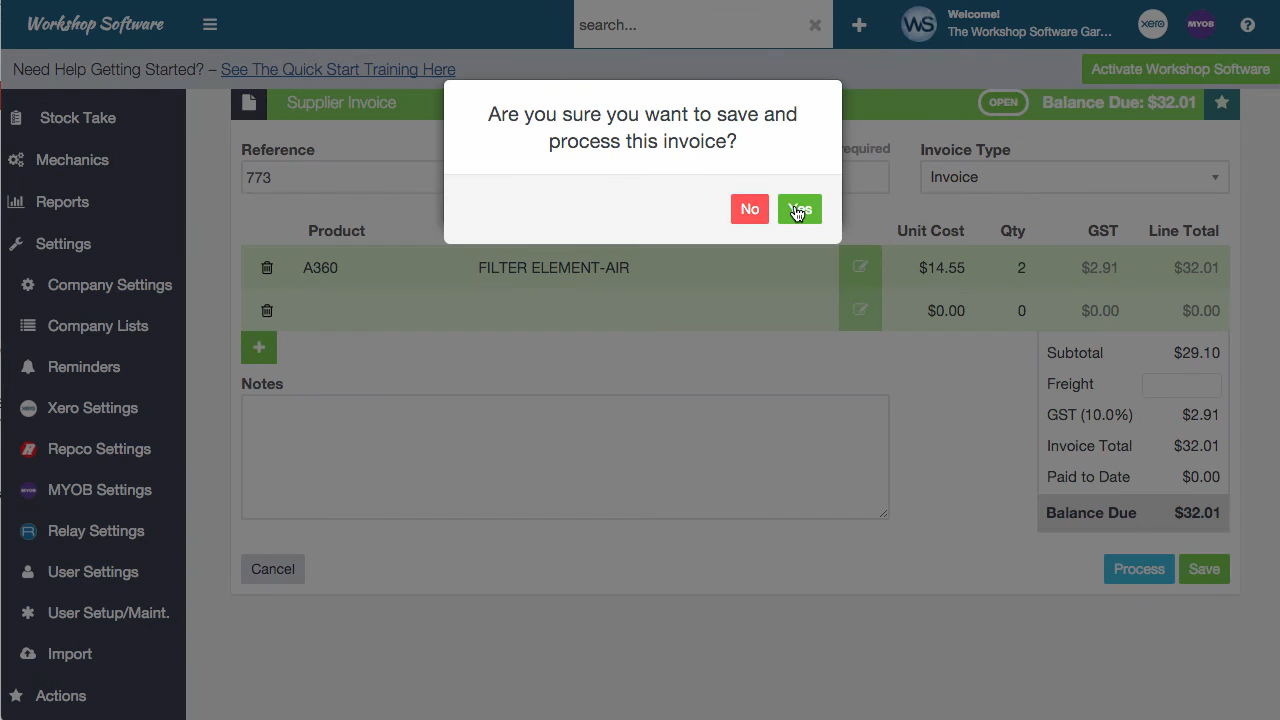 Workshop Software
search...
WS
Welcome!
The Workshop Software Gar...
xero
MYOB
Need Help Getting Started? – See The Quick Start Training Here
Activate Workshop Software
Stock Take
Mechanics
Reports
Settings
Company Settings
Company Lists
Reminders
Xero Settings
Repco Settings
MYOB Settings
Relay Settings
User Settings
User Setup/Maint.
Import
Actions
Supplier Invoice
OPEN
Balance Due: $32.01
Are you sure you want to save and
process this invoice?
No
Yes
Reference
required
Invoice Type
773
Invoice
Product
Unit Cost
Qty
GST
Line Total
A360
FILTER ELEMENT-AIR
$14.55
2
$2.91
$32.01
$0.00
0
$0.00
$0.00
Subtotal
$29.10
Notes
Freight
GST (10.0%)
$2.91
Invoice Total
$32.01
Paid to Date
$0.00
Balance Due
$32.01
Cancel
Process
Save